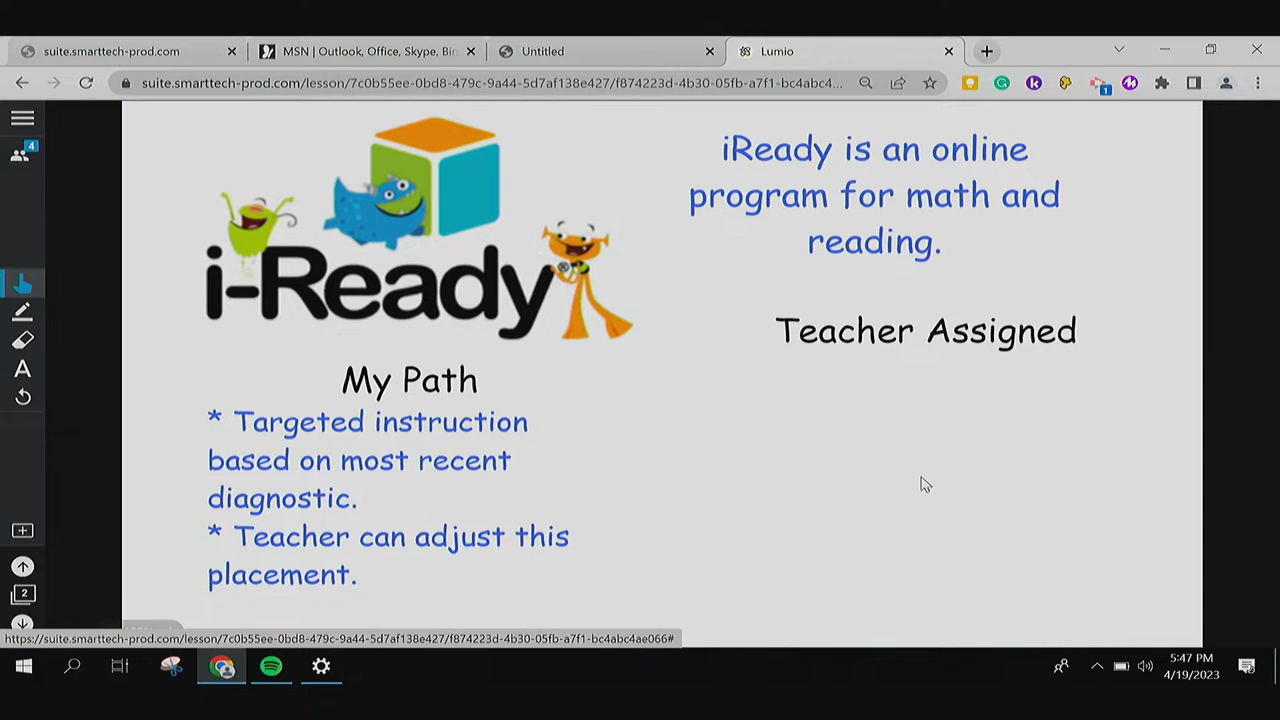 suite.smarttech-prod.com
MSN | Outlook, Office, Skype, Bin
Untitled
Lumio
suite.smarttech-prod.com/lesson/7c0b55ee-0bd8-479c-9a44-5d7af138e427/f874223d-4b30-05fb-a7f1-bc4abc4...
4
1
i-Ready
iReady is an online
program for math and
reading.
Teacher Assigned
My Path
* Targeted instruction
based on most recent
diagnostic.
* Teacher can adjust this
placement.
A
2
https://suite.smarttech-prod.com/lesson/7c0b55ee-0bd8-479c-9a44-5d7af138e427/f874223d-4b30-05fb-a7f1-bc4abc4ae066#
5:47 PM
4/19/2023